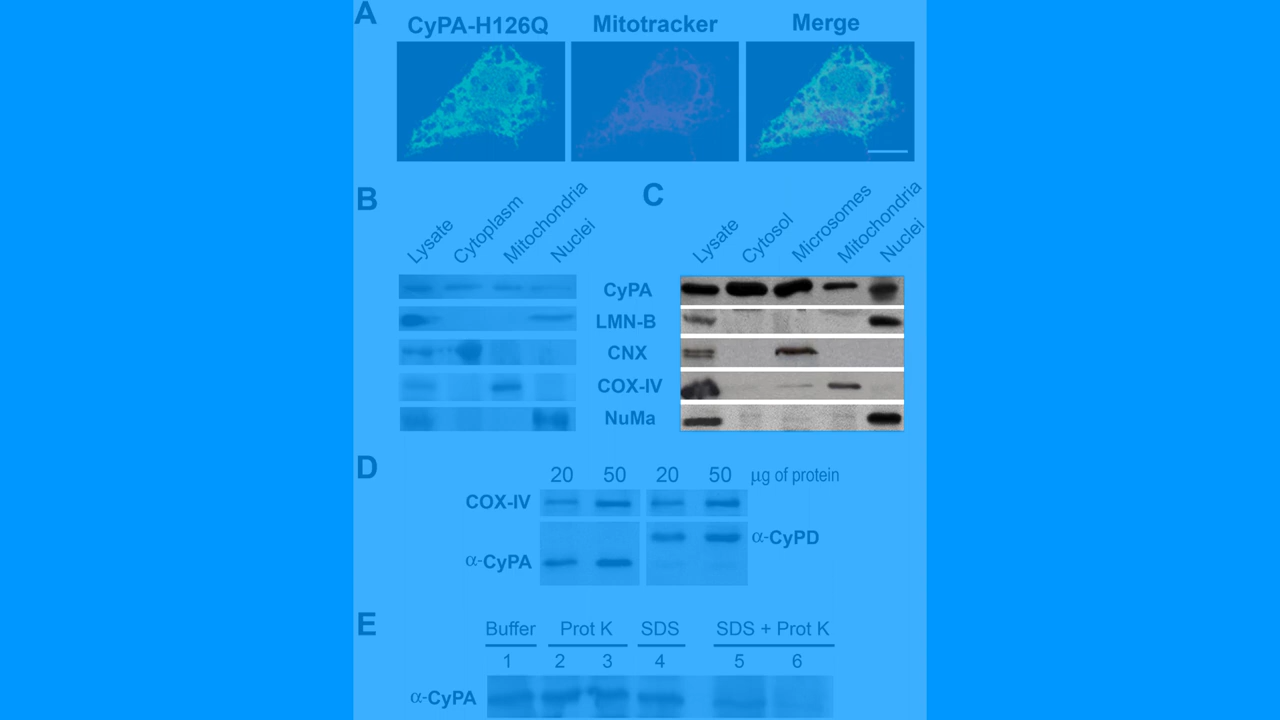 A
CyPA-H126Q Mitotracker Merge
B
Lysate Cytoplasm Mitochondria Nuclei
C
Lysate Cytosol Microsomes Mitochondria Nuclei
CyPA
LMN-B
CNX
COX-IV
NuMa
D
20 50 20 50 µg of protein
COX-IV
α-CyPD
α-CyPA
E
Buffer Prot K SDS SDS + Prot K
1 2 3 4 5 6
α-CyPA